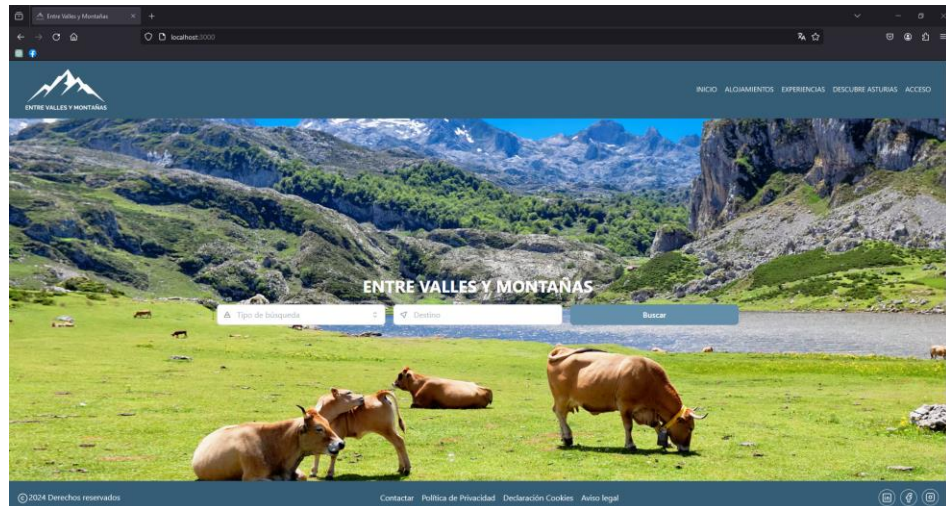 Entre Valles y Montañas
localhost:3000
ENTRE VALLES Y MONTAÑAS
INICIO ALOJAMIENTOS EXPERIENCIAS DESCUBRE ASTURIAS ACCESO
ENTRE VALLES Y MONTAÑAS
Tipo de búsqueda Destino Buscar
©2024 Derechos reservados Contactar Política de Privacidad Declaración Cookies Aviso legal